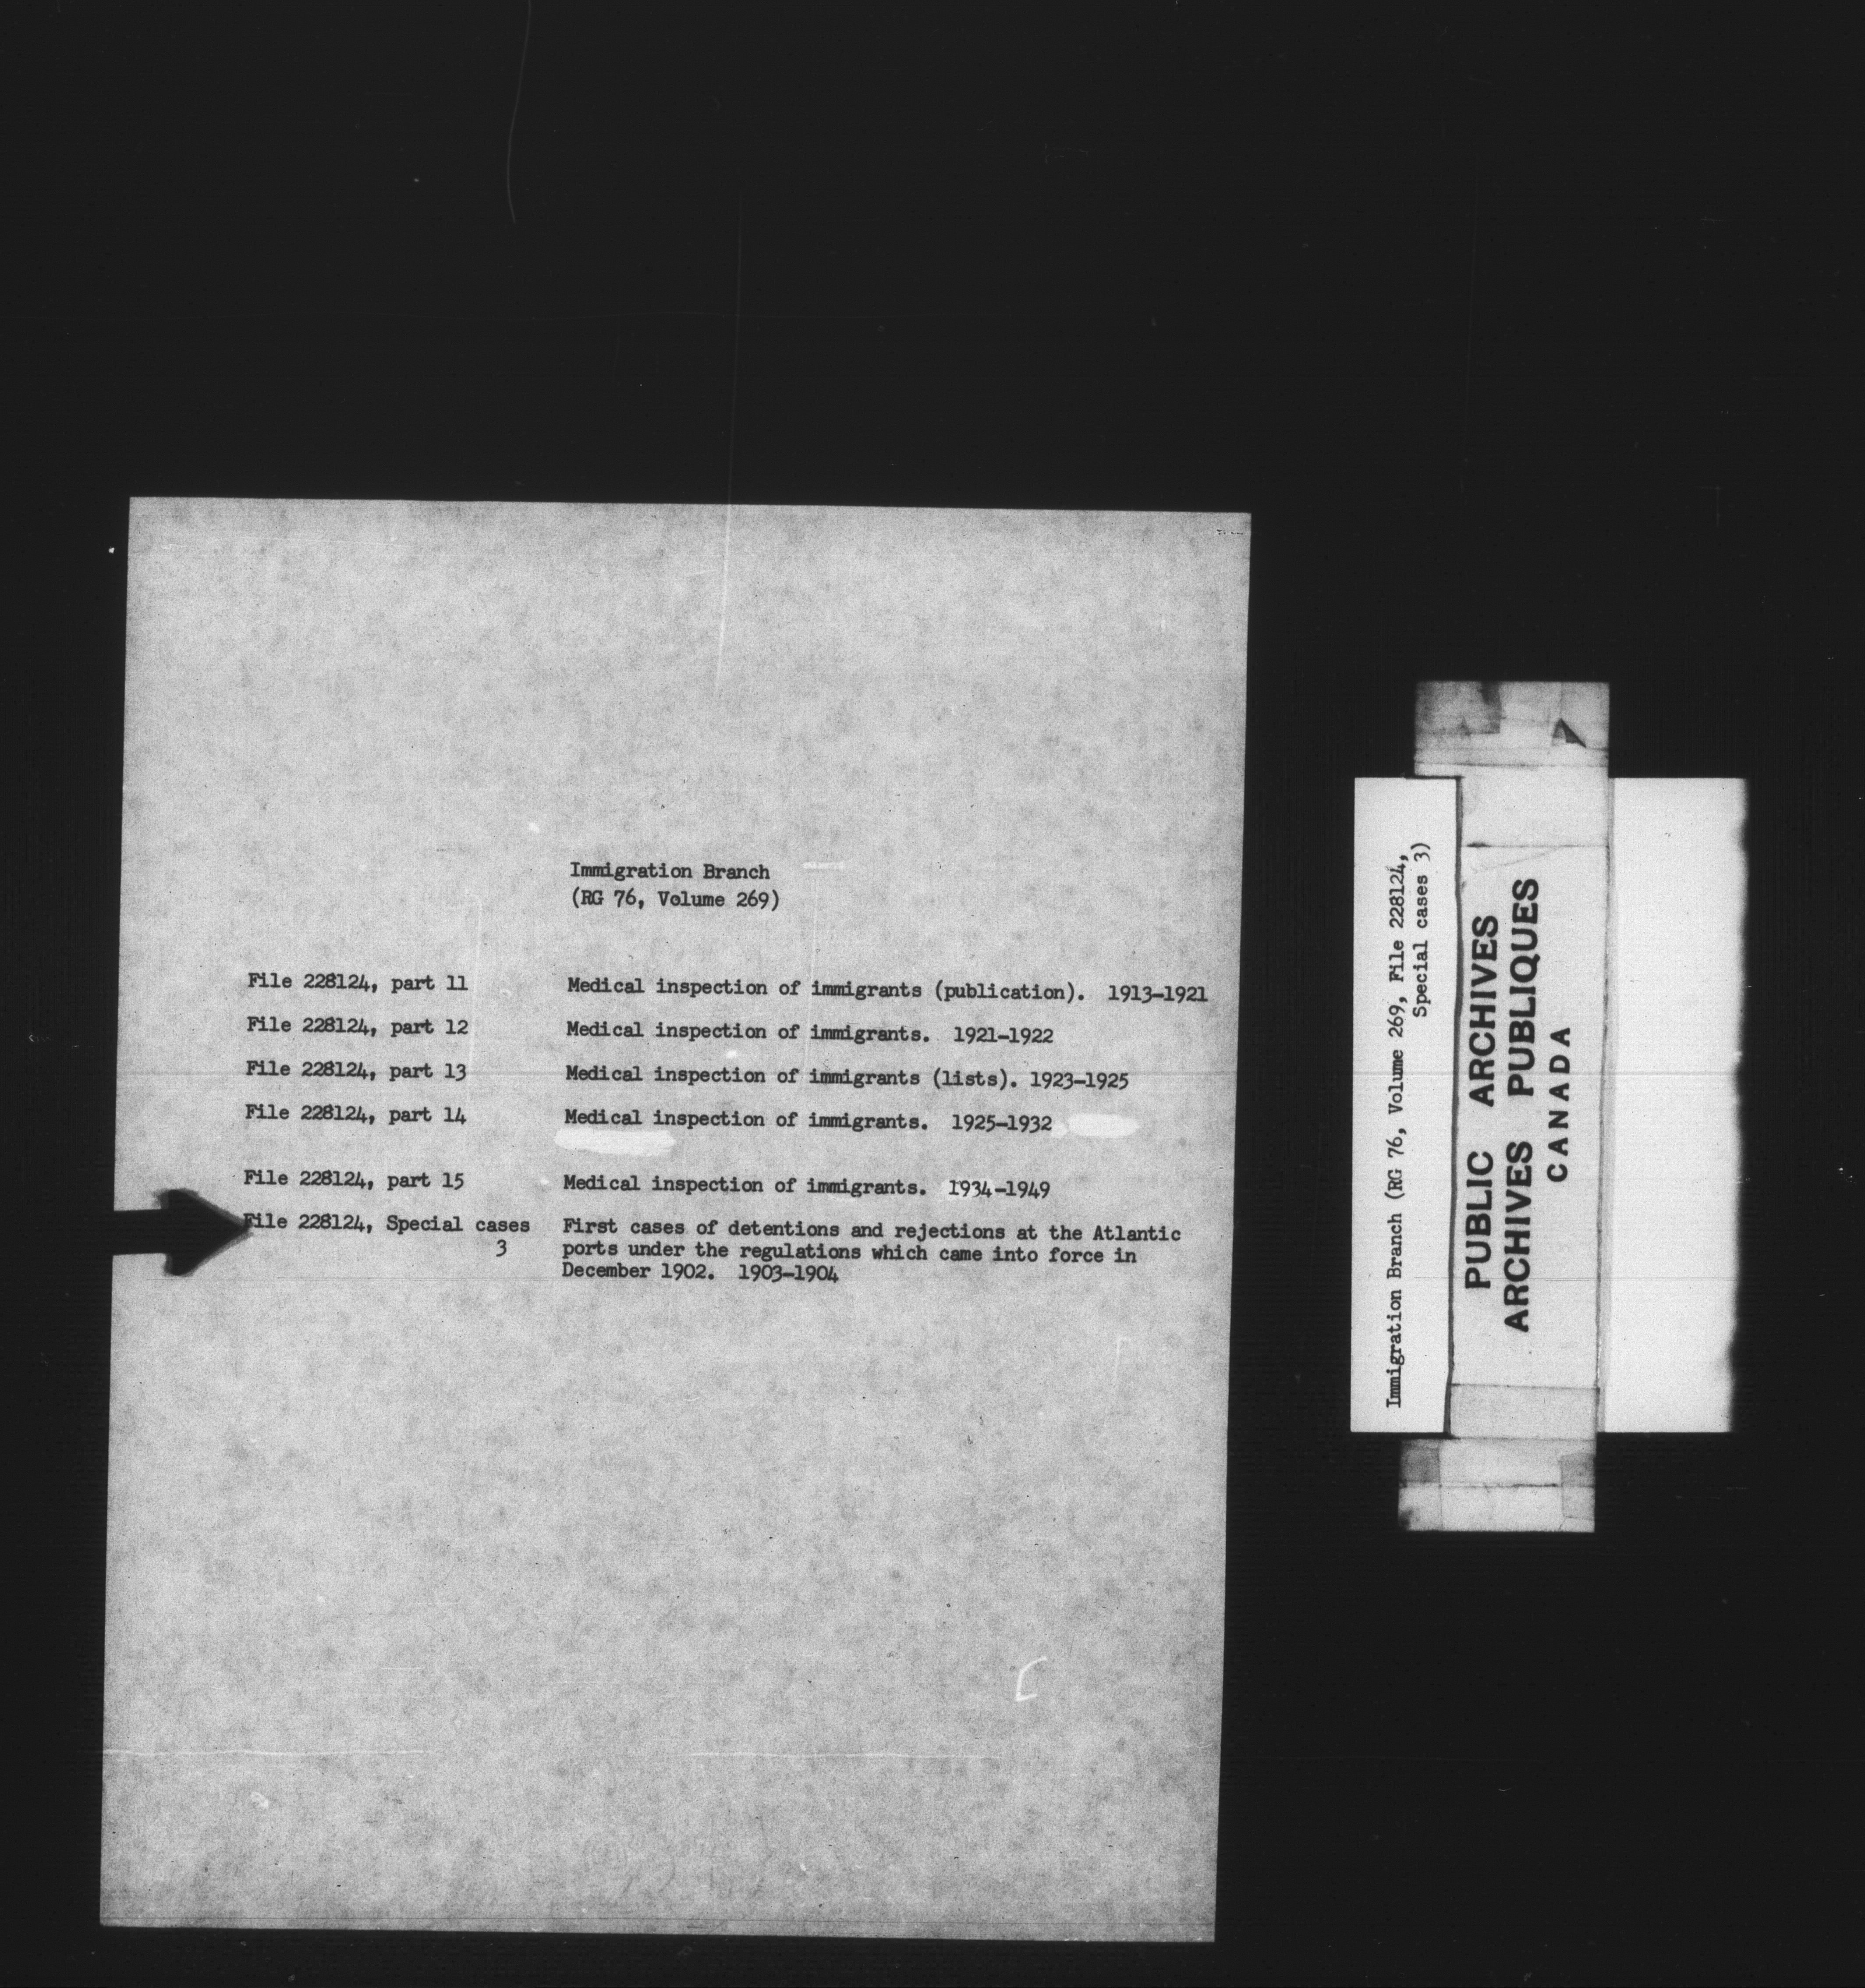 Immigration Branch
(RG 76, Volume 269)
File 228124, part 11 Medical inspection of immigrants (publication). 1913-1921
File 228124, part 12 Medical inspection of immigrants. 1921-1922
File 228124, part 13 Medical inspection of immigrants (lists). 1923-1925
File 228124, part 14 Medical inspection of immigrants. 1925-1932
File 228124, part 15 Medical inspection of immigrants. 1934-1949
File 228124, Special cases First cases of detentions and rejections at the Atlantic
3 ports under the regulations which came into force in
December 1902. 1903-1904
Immigration Branch (RG 76, Volume 269, File 228124,
Special cases 3)
PUBLIC ARCHIVES
ARCHIVES PUBLIQUES
CANADA